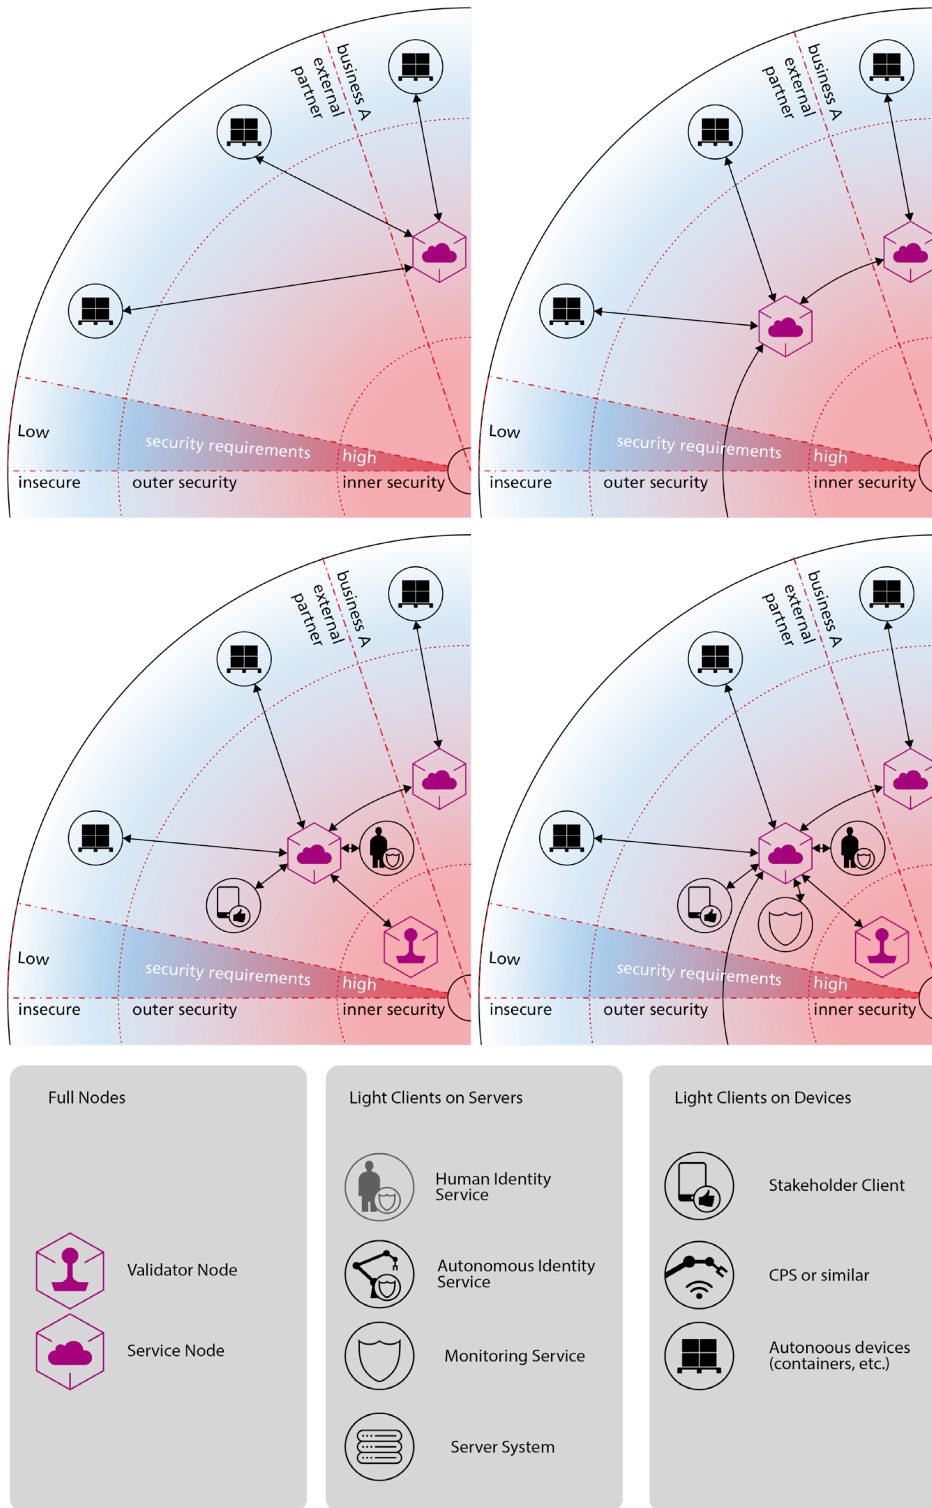 business A
external
partner
Low
security requirements
high
insecure
outer security
inner security
business A
external
partner
Low
security requirements
high
insecure
outer security
inner security
business A
external
partner
Low
security requirements
high
insecure
outer security
inner security
business A
external
partner
Low
security requirements
high
insecure
outer security
inner security
Full Nodes
Validator Node
Service Node
Light Clients on Servers
Human Identity
Service
Autonomous Identity
Service
Monitoring Service
Server System
Light Clients on Devices
Stakeholder Client
CPS or similar
Autonoous devices
(containers, etc.)